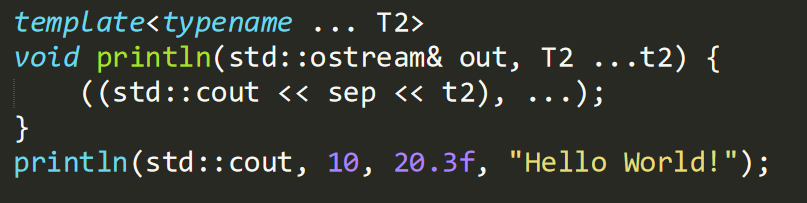 template<typename ... T2>
void println(std::ostream& out, T2 ...t2) {
    ((std::cout << sep << t2), ...);
}
println(std::cout, 10, 20.3f, "Hello World!");